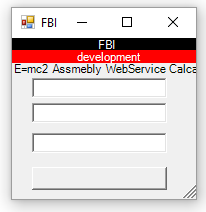 FBI
FBI
development
E=mc2 Assmebly WebService Calca